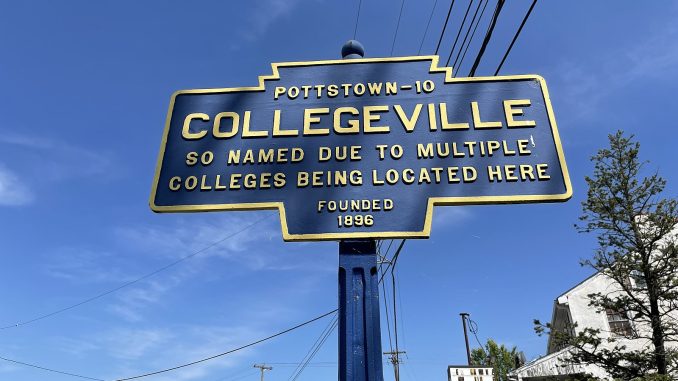 POTTSTOWN-10
COLLEGEVILLE
SO NAMED DUE TO MULTIPLE
COLLEGES BEING LOCATED HERE
FOUNDED
1896